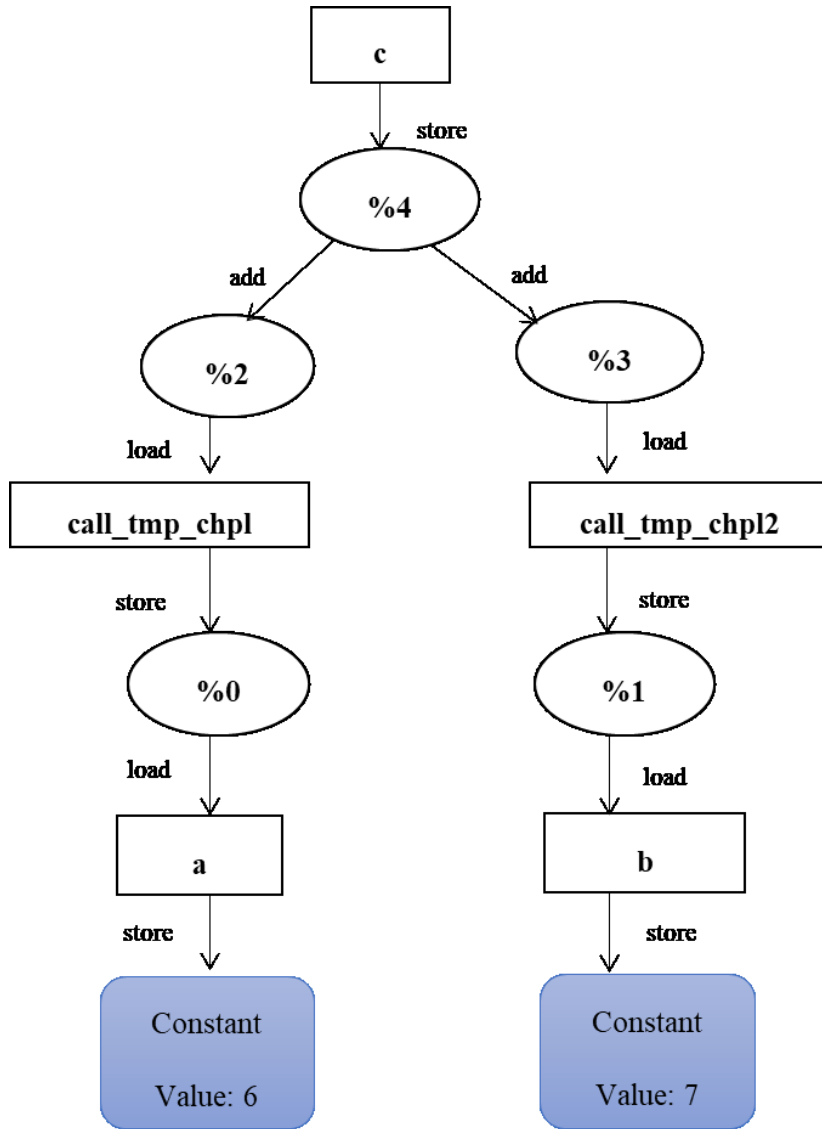 c
store
%4
add
add
%2
%3
load
load
call_tmp_chpl
call_tmp_chpl2
store
store
%0
%1
load
load
a
b
store
store
Constant
Value: 6
Constant
Value: 7